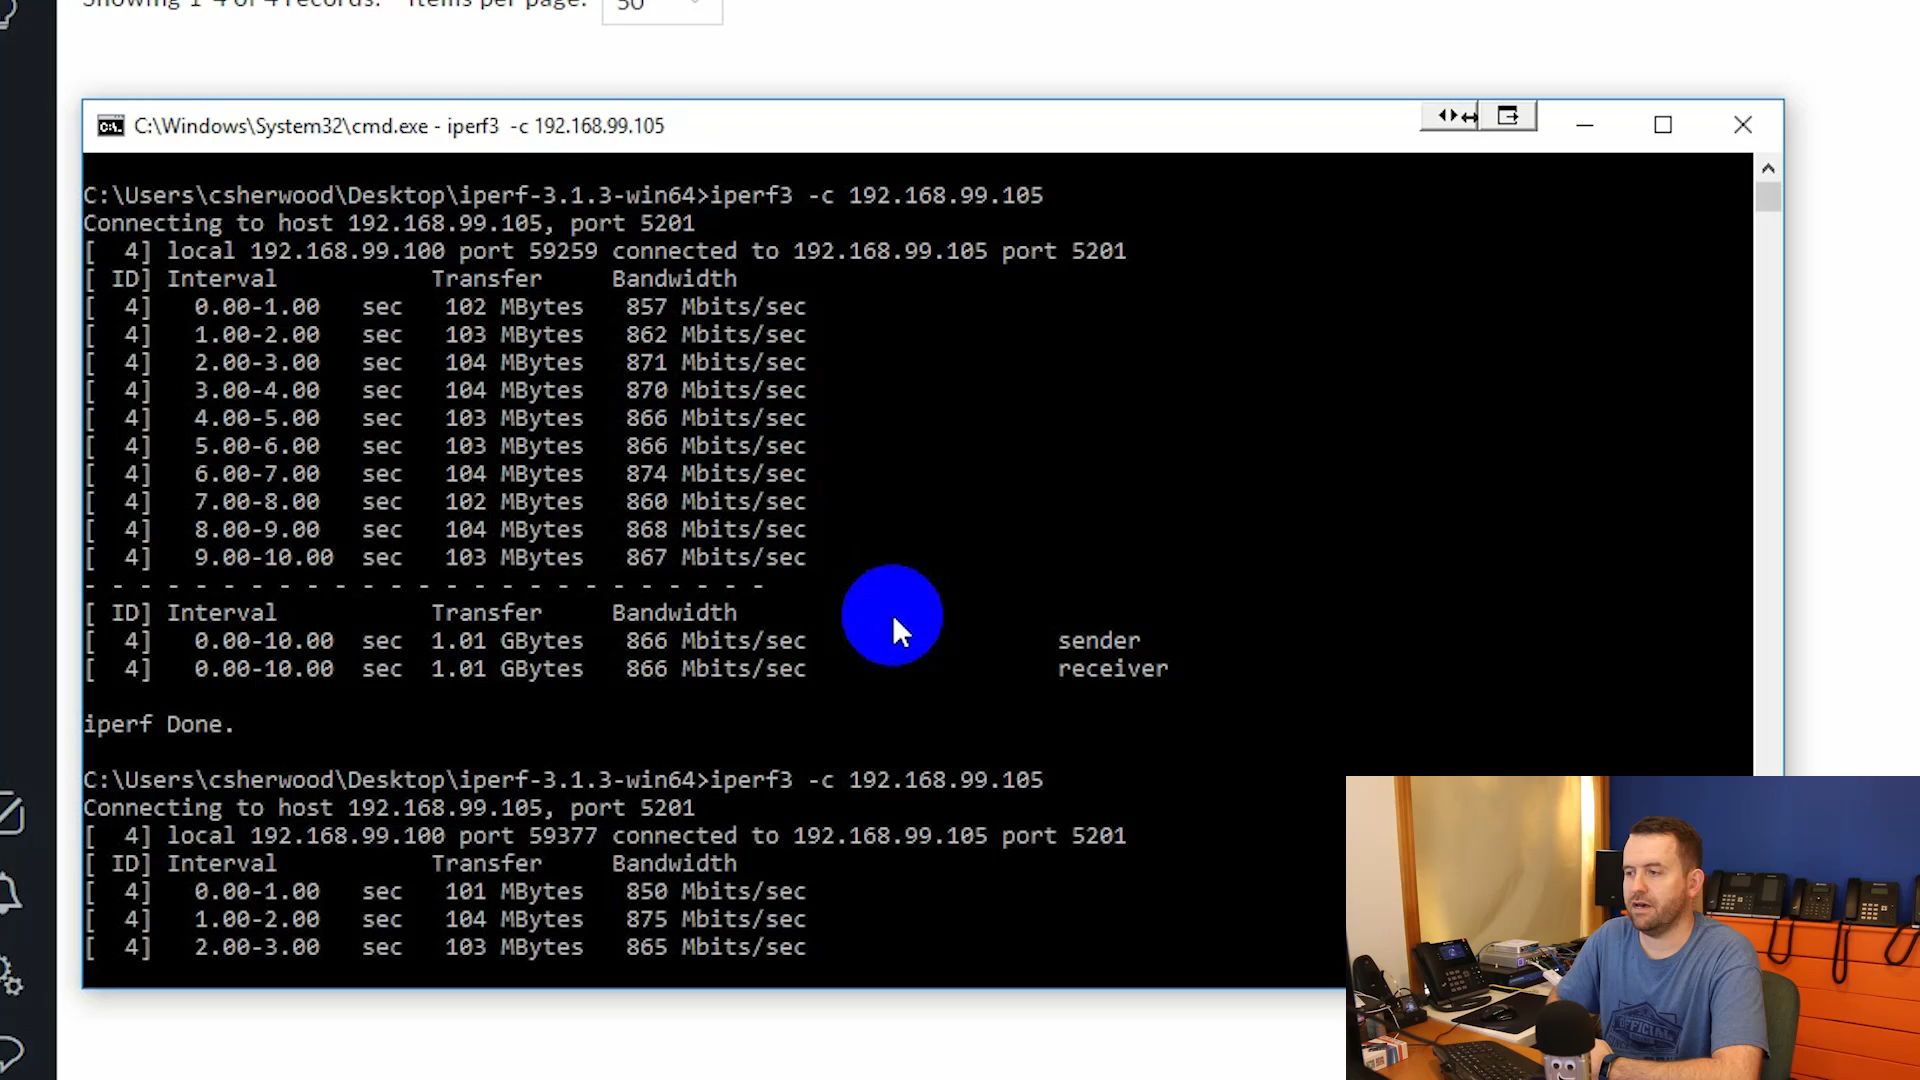 Showing 1-4 of 4 records. Items per page: 50
C:\Windows\System32\cmd.exe - iperf3 -c 192.168.99.105
C:\Users\csherwood\Desktop\iperf-3.1.3-win64>iperf3 -c 192.168.99.105
Connecting to host 192.168.99.105, port 5201
[  4] local 192.168.99.100 port 59259 connected to 192.168.99.105 port 5201
[ ID] Interval           Transfer     Bandwidth
[  4]   0.00-1.00   sec   102 MBytes   857 Mbits/sec
[  4]   1.00-2.00   sec   103 MBytes   862 Mbits/sec
[  4]   2.00-3.00   sec   104 MBytes   871 Mbits/sec
[  4]   3.00-4.00   sec   104 MBytes   870 Mbits/sec
[  4]   4.00-5.00   sec   103 MBytes   866 Mbits/sec
[  4]   5.00-6.00   sec   103 MBytes   866 Mbits/sec
[  4]   6.00-7.00   sec   104 MBytes   874 Mbits/sec
[  4]   7.00-8.00   sec   102 MBytes   860 Mbits/sec
[  4]   8.00-9.00   sec   104 MBytes   868 Mbits/sec
[  4]   9.00-10.00  sec   103 MBytes   867 Mbits/sec
- - - - - - - - - - - - - - - - - - - - - - - - -
[ ID] Interval           Transfer     Bandwidth
[  4]   0.00-10.00  sec  1.01 GBytes   866 Mbits/sec                  sender
[  4]   0.00-10.00  sec  1.01 GBytes   866 Mbits/sec                  receiver
iperf Done.
C:\Users\csherwood\Desktop\iperf-3.1.3-win64>iperf3 -c 192.168.99.105
Connecting to host 192.168.99.105, port 5201
[  4] local 192.168.99.100 port 59377 connected to 192.168.99.105 port 5201
[ ID] Interval           Transfer     Bandwidth
[  4]   0.00-1.00   sec   101 MBytes   850 Mbits/sec
[  4]   1.00-2.00   sec   104 MBytes   875 Mbits/sec
[  4]   2.00-3.00   sec   103 MBytes   865 Mbits/sec
OFFICIAL